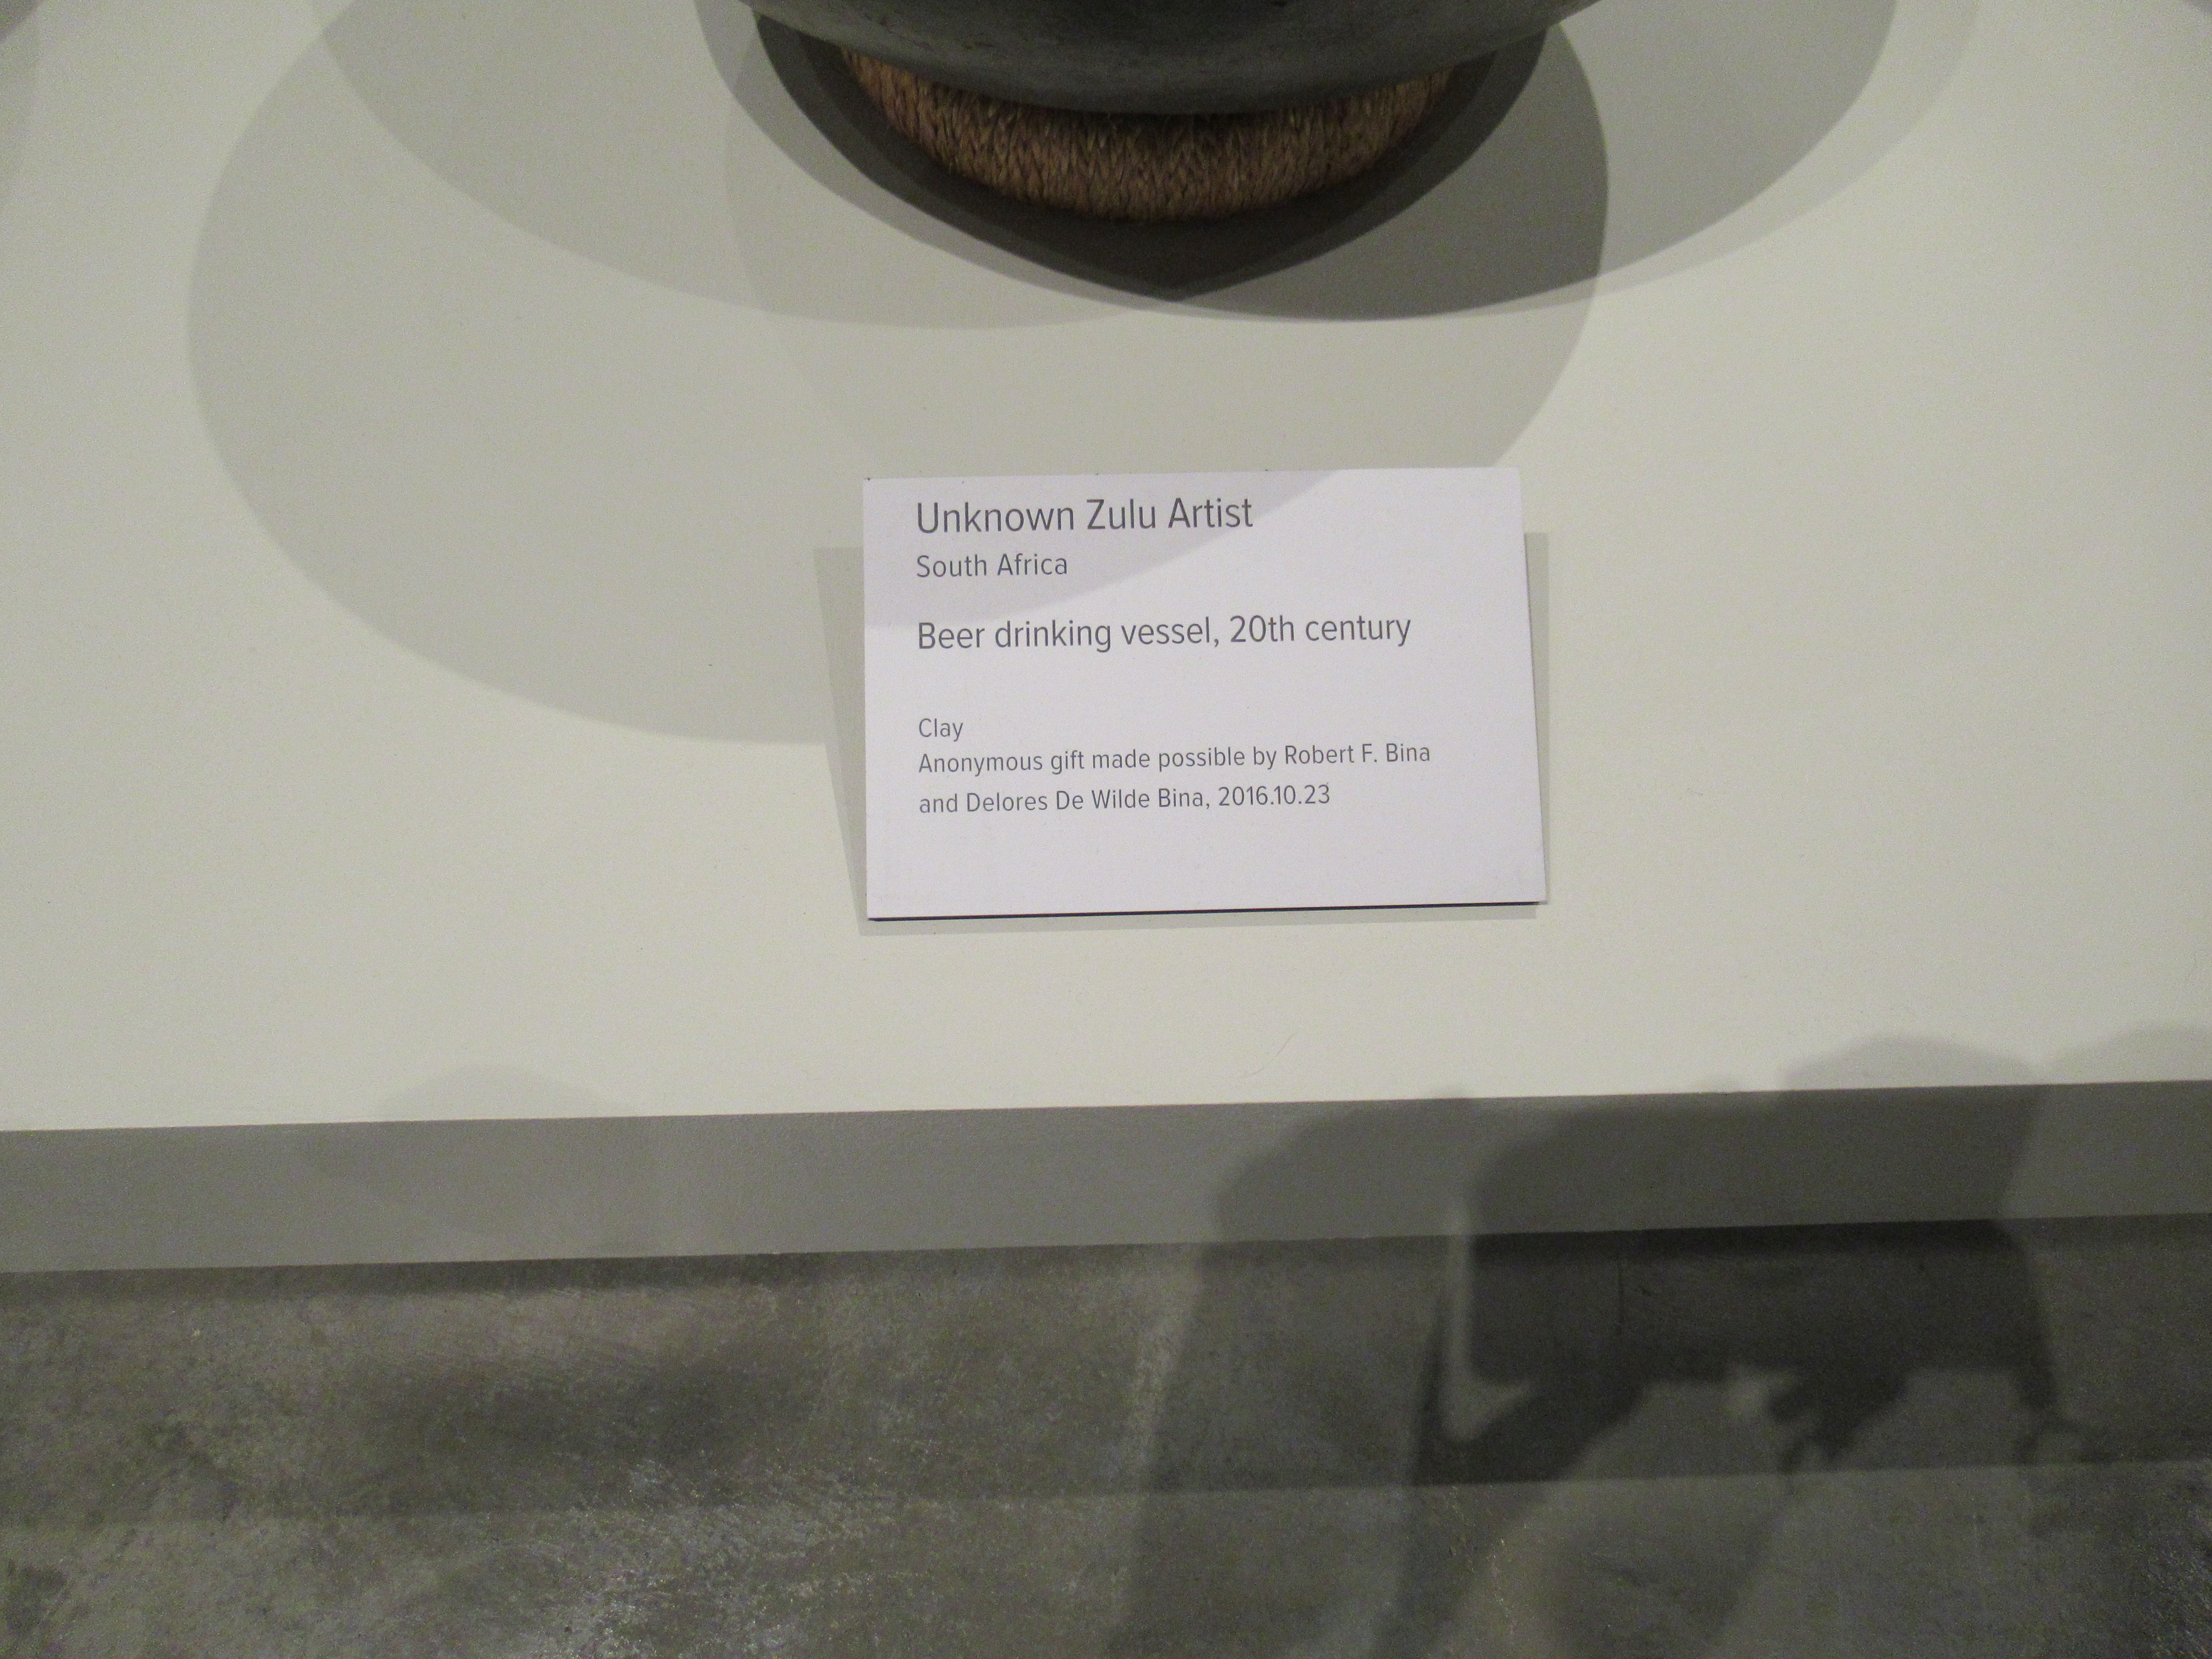 Unknown Zulu Artist
South Africa
Beer drinking vessel, 20th century
Clay
Anonymous gift made possible by Robert F. Bina
and Delores De Wilde Bina, 2016.10.23